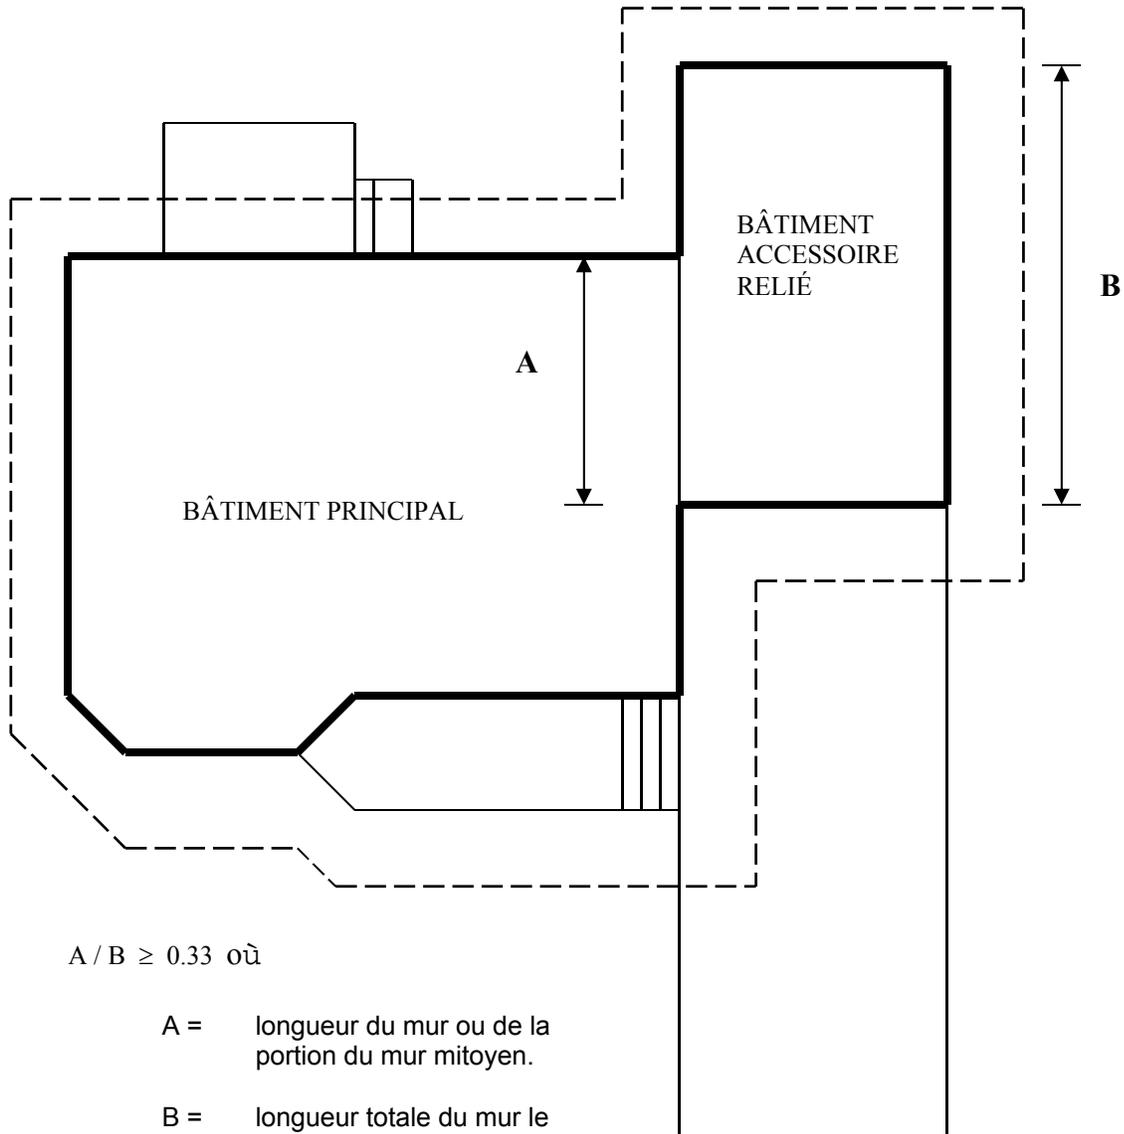 BÂTIMENT
ACCESSOIRE
RELIÉ
B
A
BÂTIMENT PRINCIPAL
A / B ≥ 0.33 où
A = longueur du mur ou de la
portion du mur mitoyen.
B = longueur totale du mur le